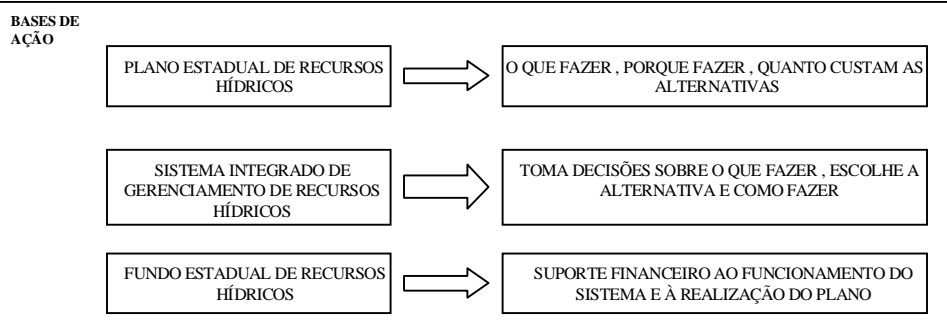 BASES DE
AÇÃO
PLANO ESTADUAL DE RECURSOS
HÍDRICOS
O QUE FAZER , PORQUE FAZER , QUANTO CUSTAM AS
ALTERNATIVAS
SISTEMA INTEGRADO DE
GERENCIAMENTO DE RECURSOS
HÍDRICOS
TOMA DECISÕES SOBRE O QUE FAZER , ESCOLHE A
ALTERNATIVA E COMO FAZER
FUNDO ESTADUAL DE RECURSOS
HÍDRICOS
SUPORTE FINANCEIRO AO FUNCIONAMENTO DO
SISTEMA E À REALIZAÇÃO DO PLANO